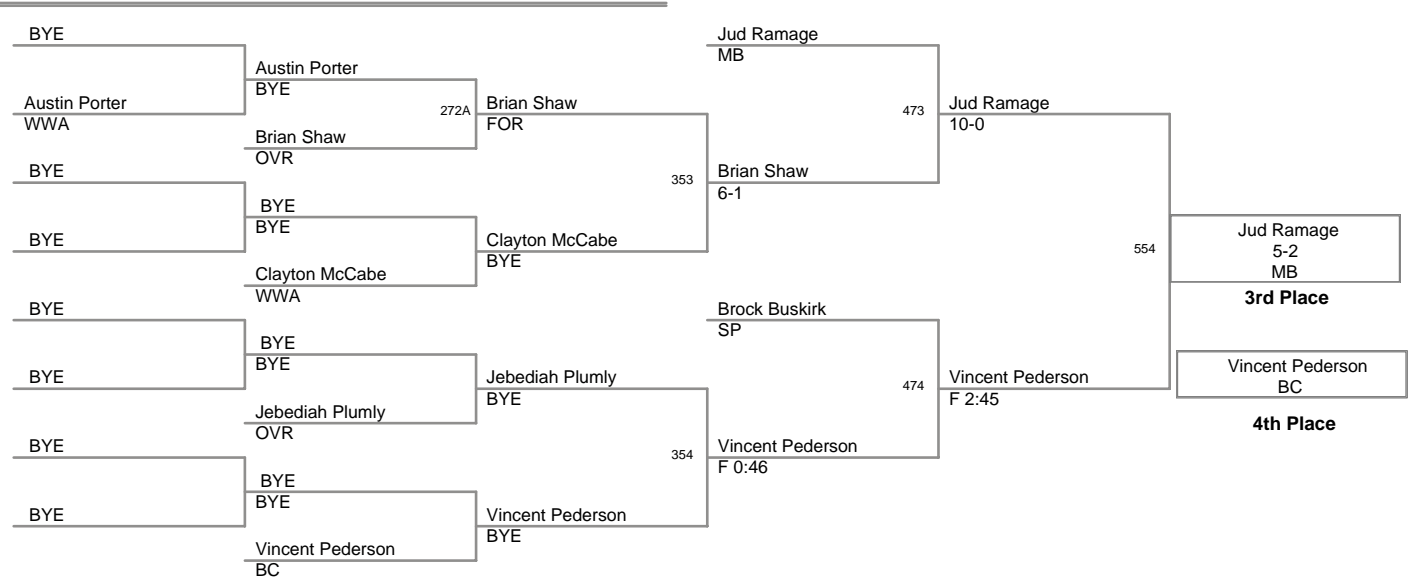 BYE
Jud Ramage
MB
Austin Porter
BYE
Austin Porter
WWA
272A
Brian Shaw
FOR
473
Jud Ramage
10-0
Brian Shaw
OVR
BYE
353
Brian Shaw
6-1
BYE
BYE
BYE
Clayton McCabe
BYE
554
Jud Ramage
5-2
MB
3rd Place
Clayton McCabe
WWA
BYE
Brock Buskirk
SP
BYE
BYE
BYE
Jebediah Plumly
BYE
474
Vincent Pederson
F 2:45
Vincent Pederson
BC
4th Place
Jebediah Plumly
OVR
BYE
354
Vincent Pederson
F 0:46
BYE
BYE
BYE
Vincent Pederson
BYE
Vincent Pederson
BC